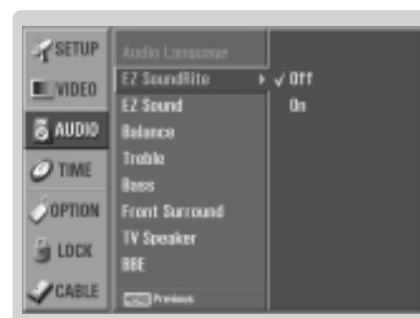 SETUP
VIDEO
AUDIO
TIME
OPTION
LOCK
CABLE
Audio Language
EZ SoundRite
EZ Sound
Balance
Treble
Bass
Front Surround
TV Speaker
BBE
Previous
√ Off
On